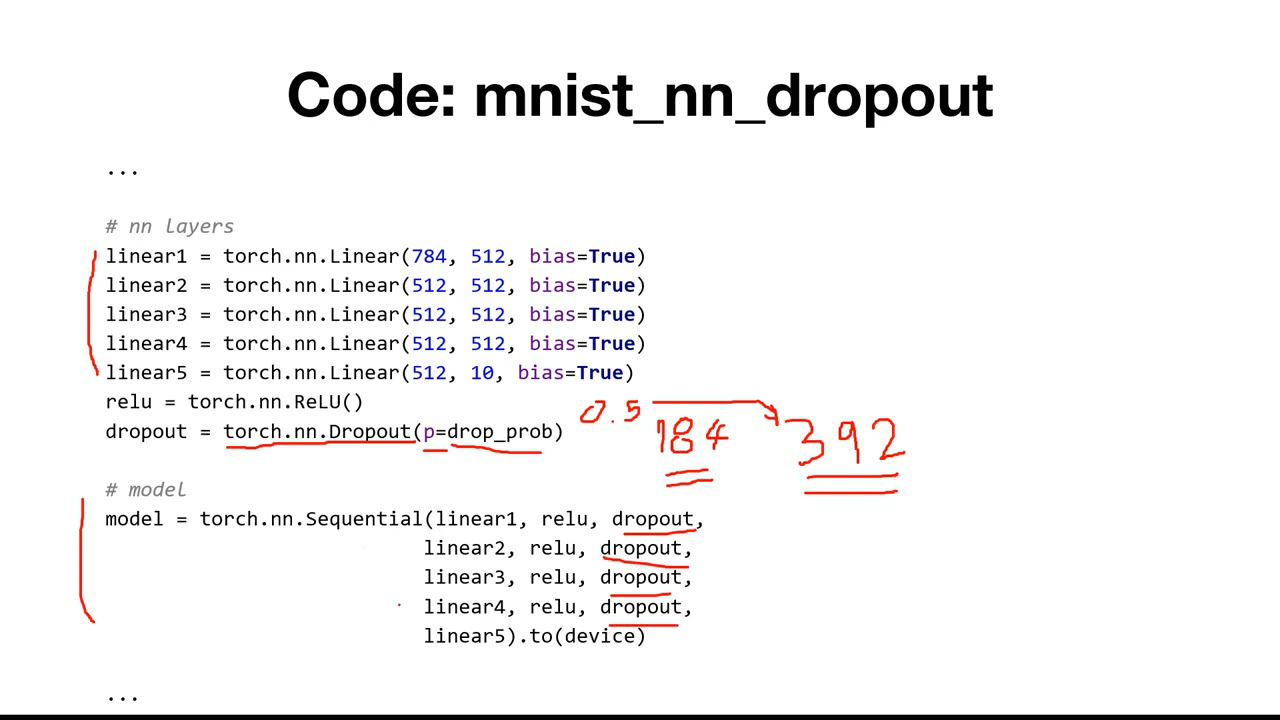 Code: mnist_nn_dropout
...
# nn layers
linear1 = torch.nn.Linear(784, 512, bias=True)
linear2 = torch.nn.Linear(512, 512, bias=True)
linear3 = torch.nn.Linear(512, 512, bias=True)
linear4 = torch.nn.Linear(512, 512, bias=True)
linear5 = torch.nn.Linear(512, 10, bias=True)
relu = torch.nn.ReLU()
dropout = torch.nn.Dropout(p=drop_prob) 0.5
784 392
# model
model = torch.nn.Sequential(linear1, relu, dropout,
linear2, relu, dropout,
linear3, relu, dropout,
linear4, relu, dropout,
linear5).to(device)
...